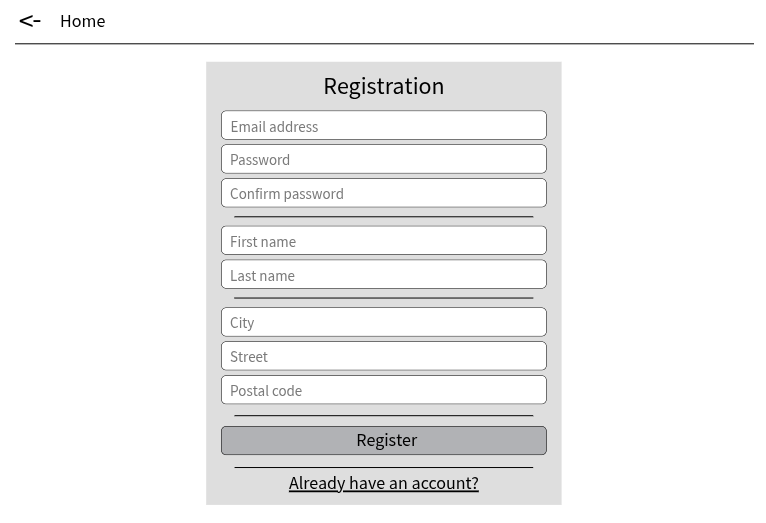 <- Home
Registration
Email address
Password
Confirm password
First name
Last name
City
Street
Postal code
Register
Already have an account?